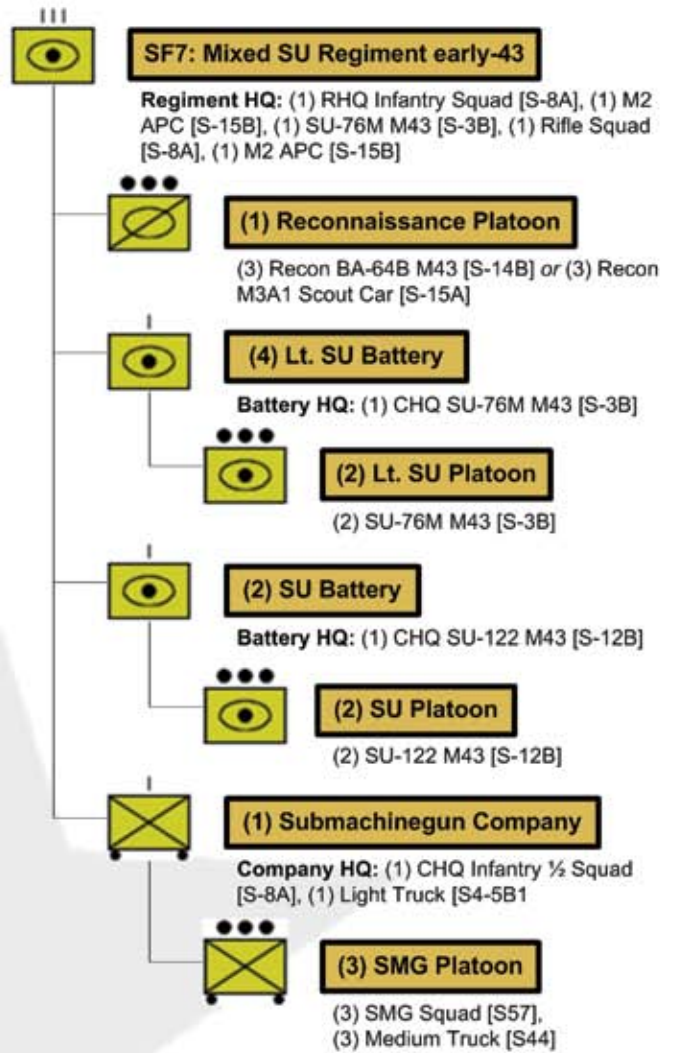 SF7: Mixed SU Regiment early-43
Regiment HQ: (1) RHQ Infantry Squad [S-8A], (1) M2
APC [S-15B], (1) SU-76M M43 [S-3B], (1) Rifle Squad
[S-8A], (1) M2 APC [S-15B]
(1) Reconnaissance Platoon
(3) Recon BA-64B M43 [S-14B] or (3) Recon
M3A1 Scout Car [S-15A]
(4) Lt. SU Battery
Battery HQ: (1) CHQ SU-76M M43 [S-3B]
(2) Lt. SU Platoon
(2) SU-76M M43 [S-3B]
(2) SU Battery
Battery HQ: (1) CHQ SU-122 M43 [S-12B]
(2) SU Platoon
(2) SU-122 M43 [S-12B]
(1) Submachinegun Company
Company HQ: (1) CHQ Infantry ½ Squad
[S-8A], (1) Light Truck [S4-5B1
(3) SMG Platoon
(3) SMG Squad [S57],
(3) Medium Truck [S44]